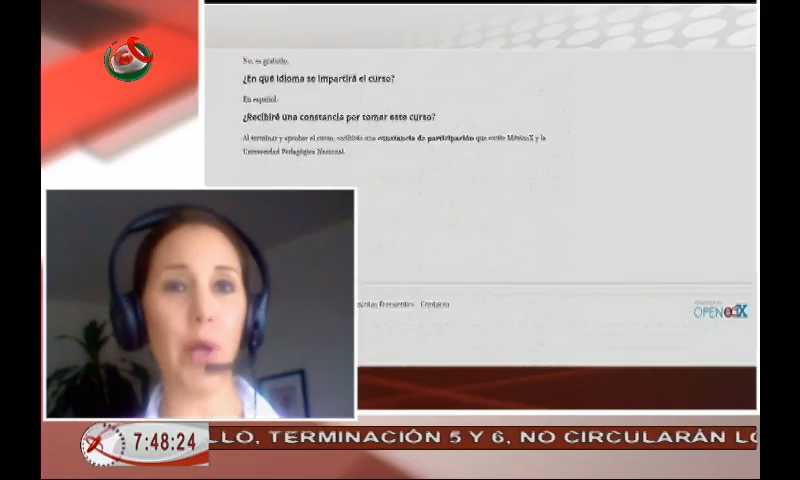 No, es gratuito.
¿En qué idioma se impartirá el curso?
En español.
¿Recibiré una constancia por tomar este curso?
Al terminar y aprobar el curso, recibirás una constancia de participación que emite MéxicoX y la
Universidad Pedagógica Nacional.
Frecuentes Contacto
OPEN edX
7:48:24
LLO, TERMINACIÓN 5 Y 6, NO CIRCULARÁN LO